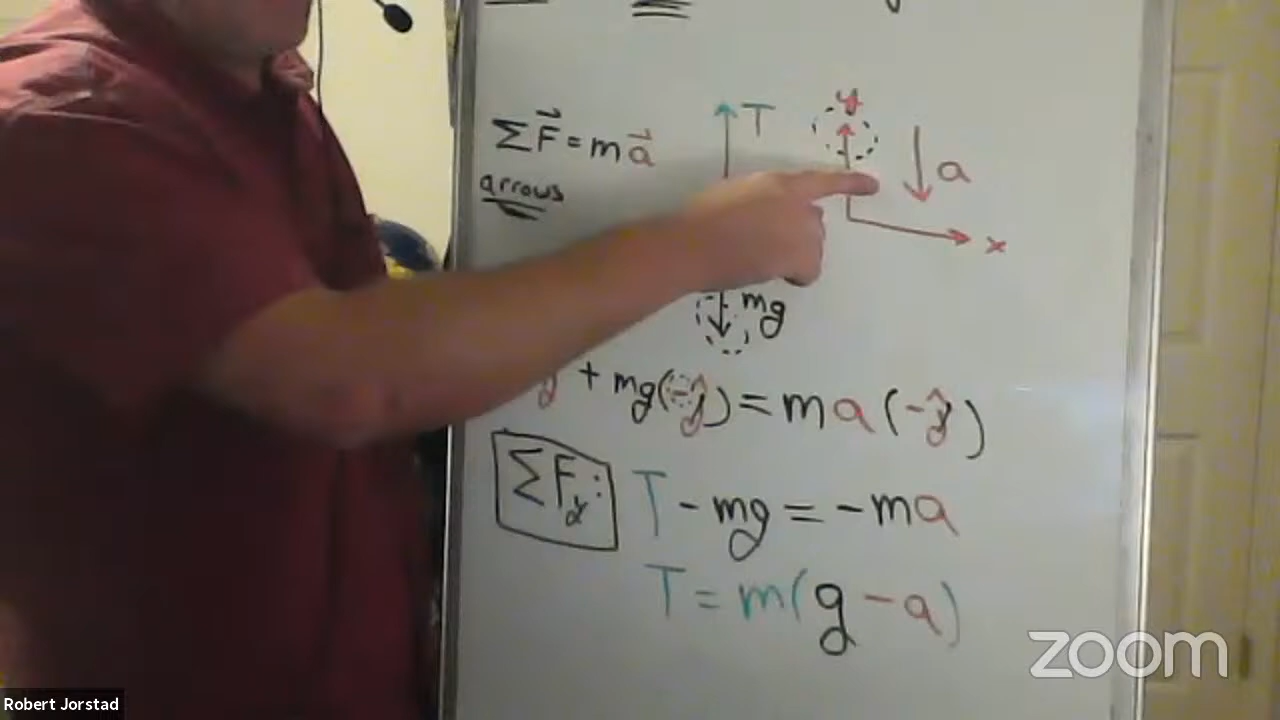 ΣF⃗ = ma⃗
arrows
T
y
a
x
mg
ŷ + mg(-ŷ) = ma(-ŷ)
ΣFy: T - mg = -ma
T = m(g - a)
zoom
Robert Jorstad